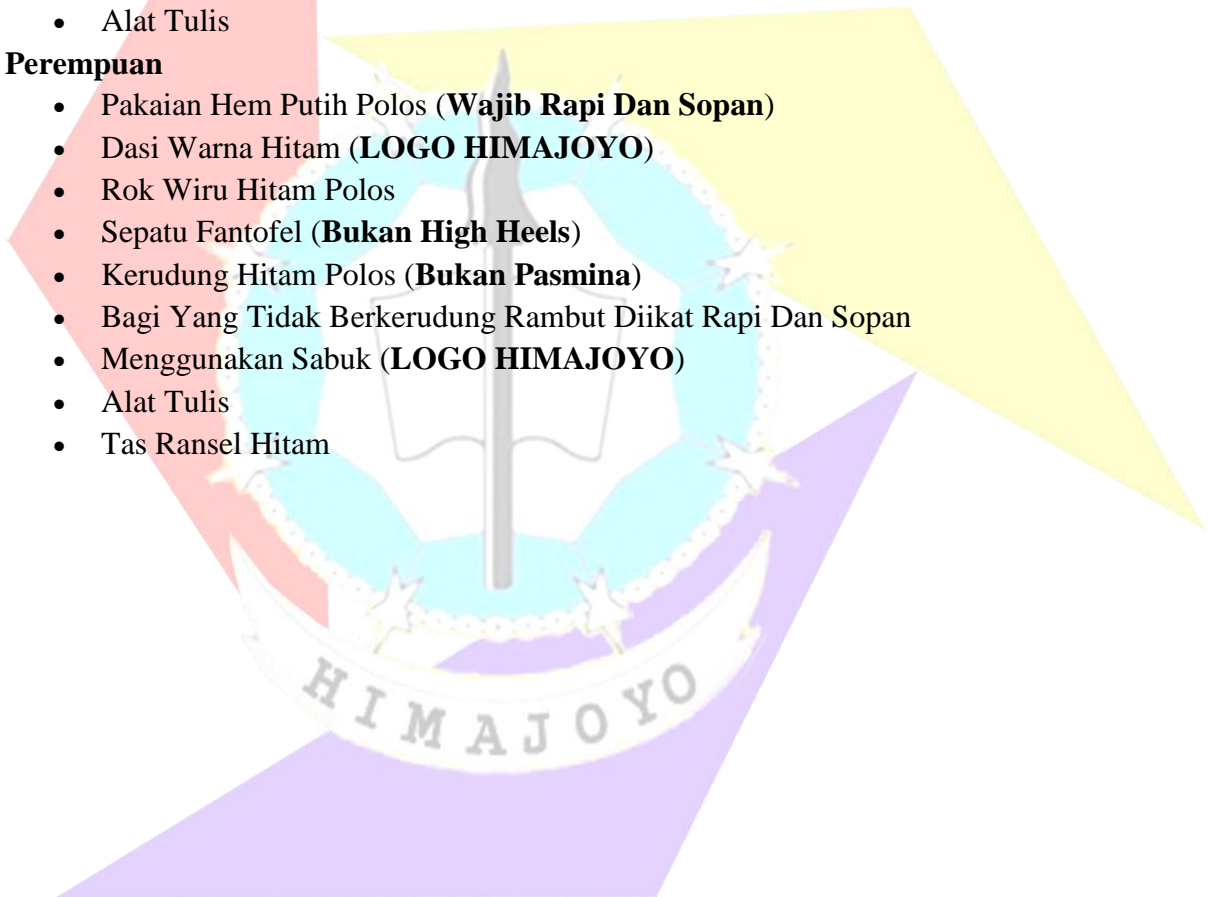 • Alat Tulis
Perempuan
• Pakaian Hem Putih Polos (Wajib Rapi Dan Sopan)
• Dasi Warna Hitam (LOGO HIMAJOYO)
• Rok Wiru Hitam Polos
• Sepatu Fantofel (Bukan High Heels)
• Kerudung Hitam Polos (Bukan Pasmina)
• Bagi Yang Tidak Berkerudung Rambut Diikat Rapi Dan Sopan
• Menggunakan Sabuk (LOGO HIMAJOYO)
• Alat Tulis
• Tas Ransel Hitam
HIMAJOYO